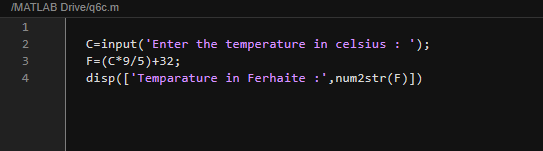 /MATLAB Drive/q6c.m
1
2 C=input('Enter the temperature in celsius : ');
3 F=(C*9/5)+32;
4 disp(['Temparature in Ferhaite :',num2str(F)])